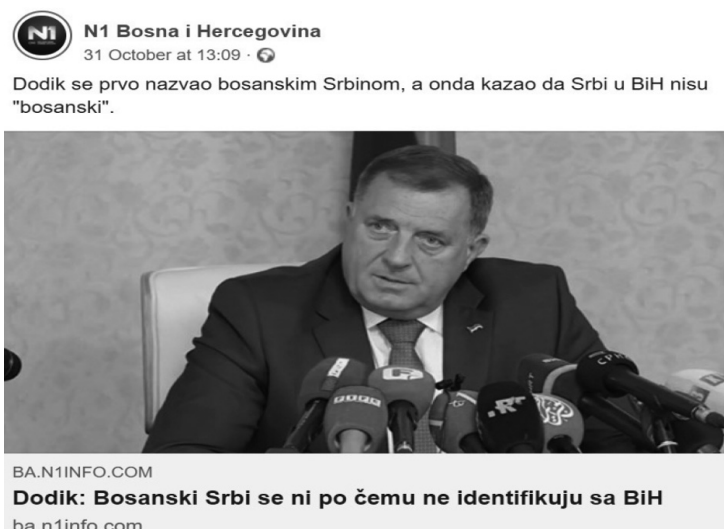 N1
N1 Bosna i Hercegovina
31 October at 13:09 ·
Dodik se prvo nazvao bosanskim Srbinom, a onda kazao da Srbi u BiH nisu
"bosanski".
BA.N1INFO.COM
Dodik: Bosanski Srbi se ni po čemu ne identifikuju sa BiH
ba.n1info.com